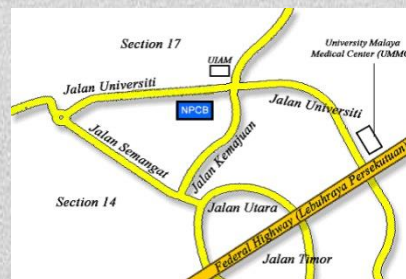 Section 17
UIAM
University Malaya
Medical Center (UMMC)
Jalan Universiti
NPCB
Jalan Universiti
Jalan Semangat
Jalan Kemajuan
Section 14
Jalan Utara
Federal Highway (Lebuhraya Persekutuan)
Jalan Timor